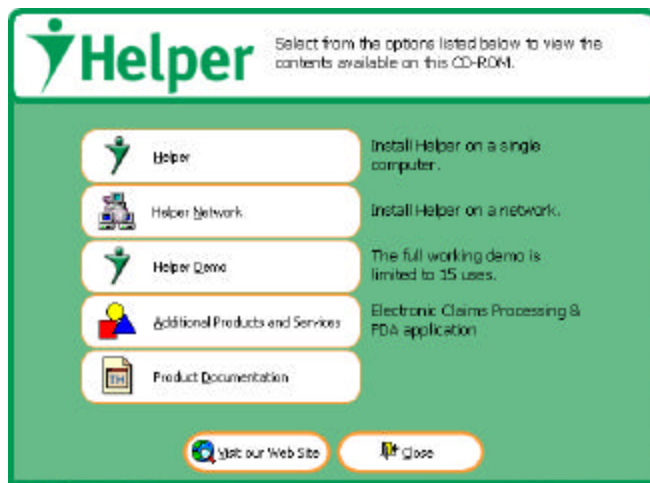 Helper
Select from the options listed below to view the
contents available on this CD-ROM.
Helper
Install Helper on a single
computer.
Helper Network
Install Helper on a network.
Helper Demo
The full working demo is
limited to 15 uses.
Additional Products and Services
Electronic Claims Processing &
PDA application
TH
Product Documentation
Visit our Web Site
Close